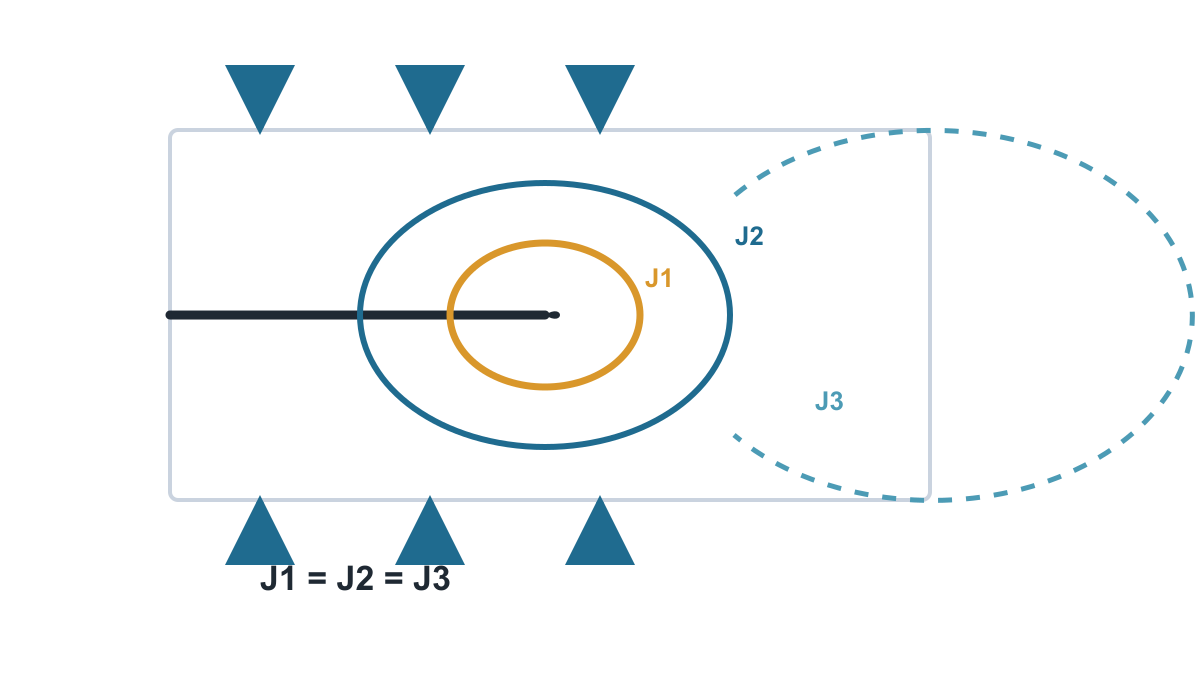 J2
J1
J3
J1 = J2 = J3